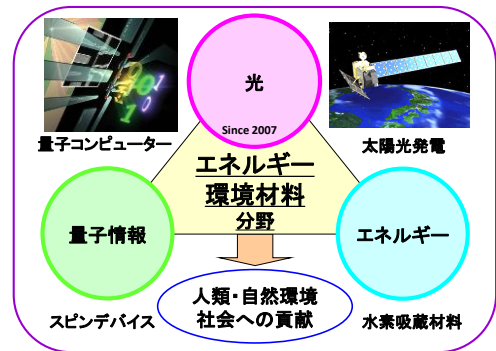 光
Since 2007
量子コンピューター
太陽光発電
エネルギー
環境材料
分野
量子情報
エネルギー
人類・自然環境
社会への貢献
スピンデバイス
水素吸蔵材料